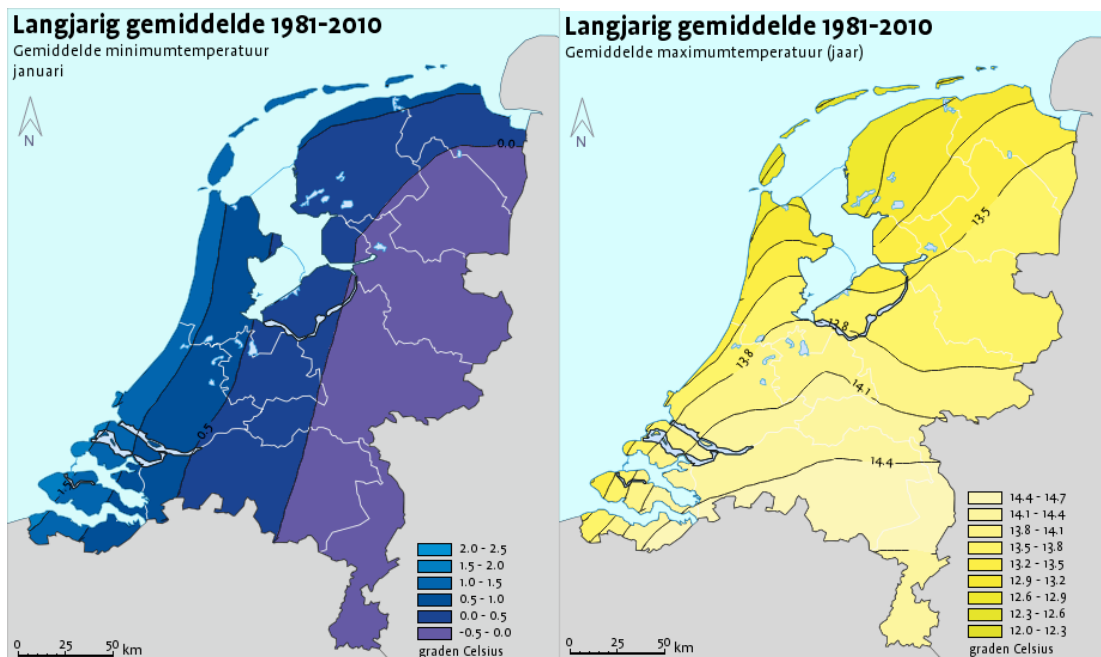 Langjarig gemiddelde 1981-2010
Gemiddelde minimumtemperatuur
januari
N
0.0
0.5
1.5
2.0 - 2.5
1.5 - 2.0
1.0 - 1.5
0.5 - 1.0
0.0 - 0.5
-0.5 - 0.0
graden Celsius
0 25 50 km
Langjarig gemiddelde 1981-2010
Gemiddelde maximumtemperatuur (jaar)
N
13.5
13.8
13.8
14.1
14.4
14.4 - 14.7
14.1 - 14.4
13.8 - 14.1
13.5 - 13.8
13.2 - 13.5
12.9 - 13.2
12.6 - 12.9
12.3 - 12.6
12.0 - 12.3
graden Celsius
0 25 50 km